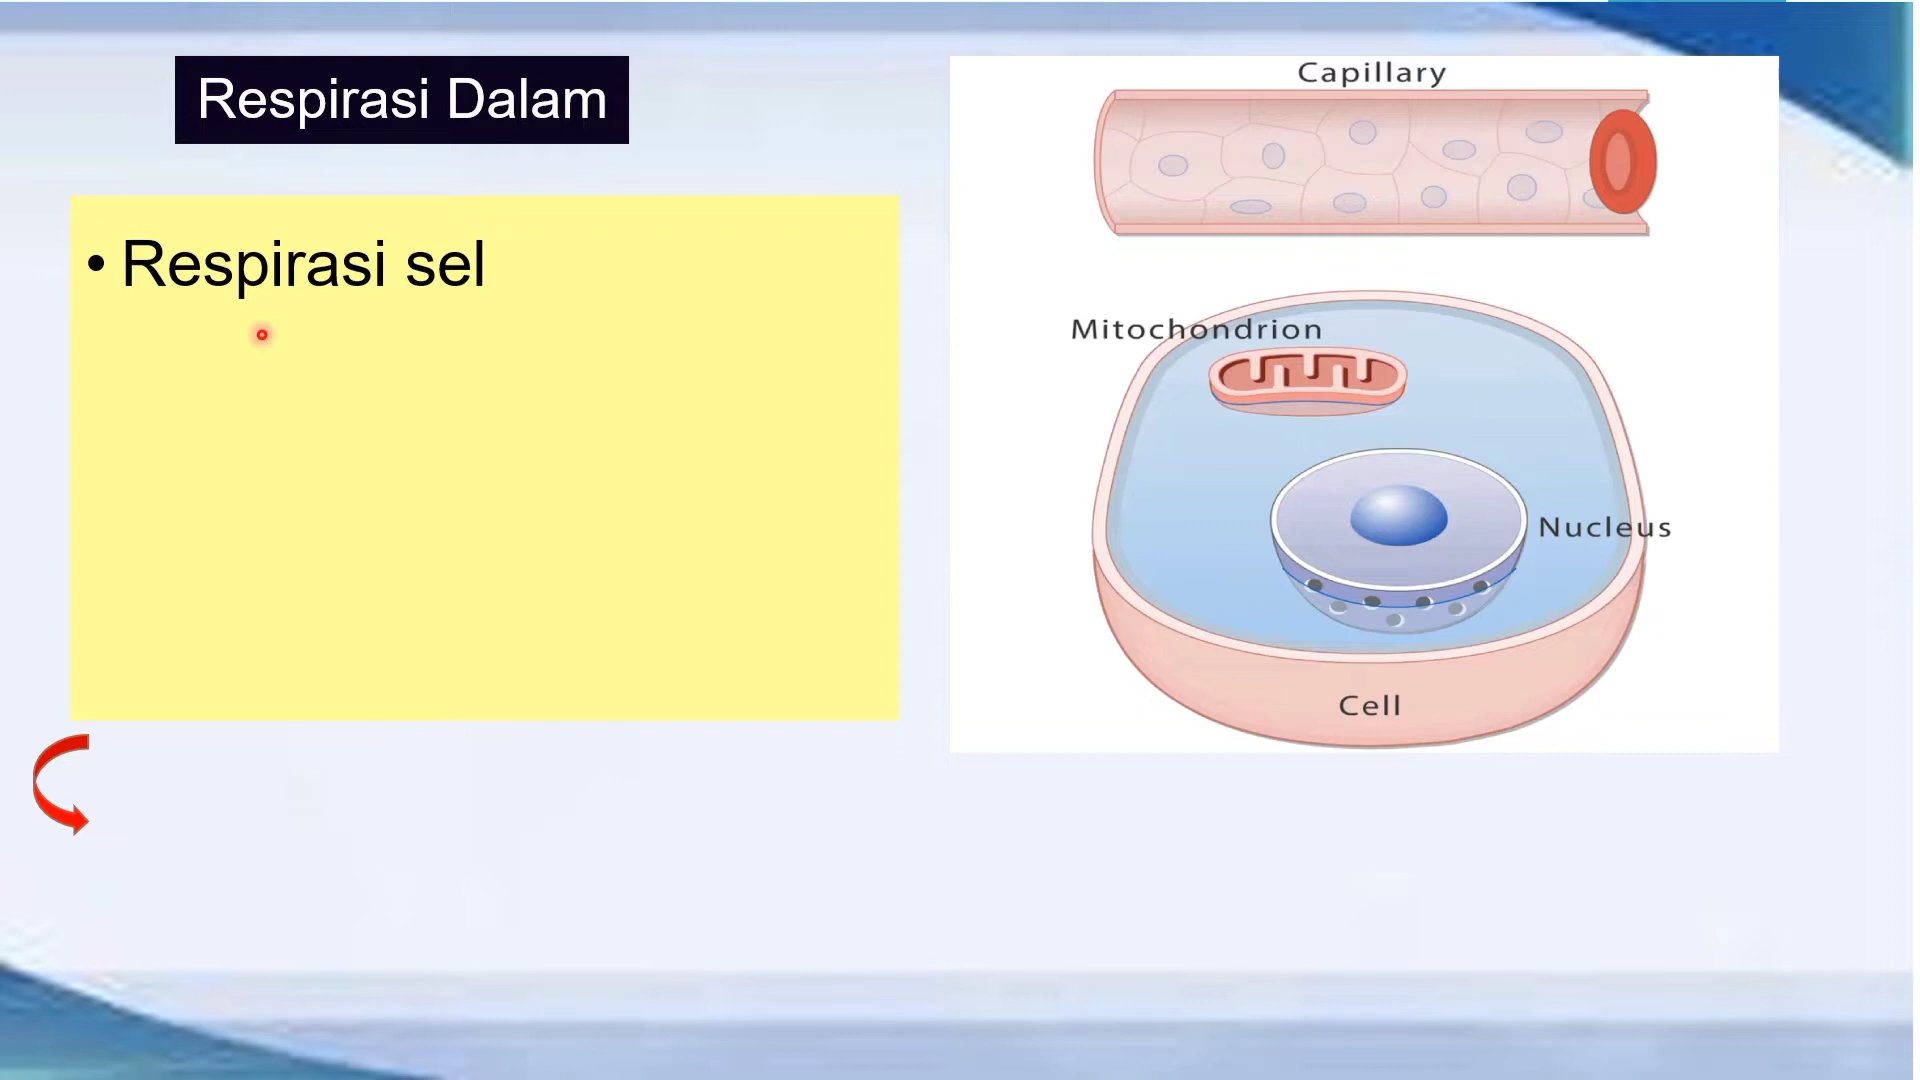 Respirasi Dalam
• Respirasi sel
Capillary
Mitochondrion
Nucleus
Cell